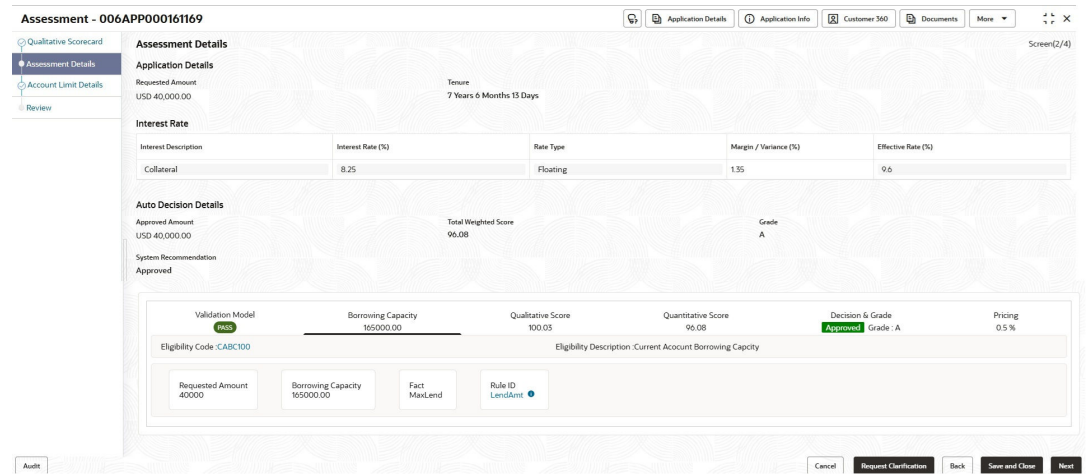 Assessment - 006APP000161169
Application Details
Application Info
Customer 360
Documents
More
Qualitative Scorecard
Assessment Details
Account Limit Details
Review
Assessment Details
Screen(2/4)
Application Details
Requested Amount Tenure
USD 40,000.00 7 Years 6 Months 13 Days
Interest Rate
Interest Description Interest Rate (%) Rate Type Margin / Variance (%) Effective Rate (%)
Collateral 8.25 Floating 1.35 9.6
Auto Decision Details
Approved Amount Total Weighted Score Grade
USD 40,000.00 96.08 A
System Recommendation
Approved
Validation Model Borrowing Capacity Qualitative Score Quantitative Score Decision & Grade Pricing
PASS 165000.00 100.03 96.08 Approved Grade : A 0.5 %
Eligibility Code :CABC100 Eligibility Description :Current Acocunt Borrowing Capcity
Requested Amount Borrowing Capacity Fact Rule ID
40000 165000.00 MaxLend LendAmt
Audit Cancel Request Clarification Back Save and Close Next